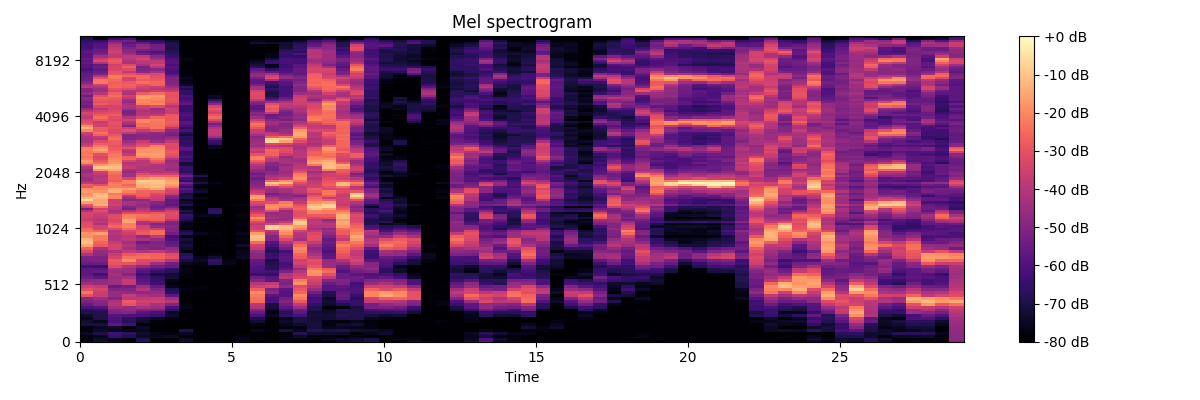 Mel spectrogram
Hz
8192
4096
2048
1024
512
0
0 5 10 15 20 25
Time
+0 dB
-10 dB
-20 dB
-30 dB
-40 dB
-50 dB
-60 dB
-70 dB
-80 dB